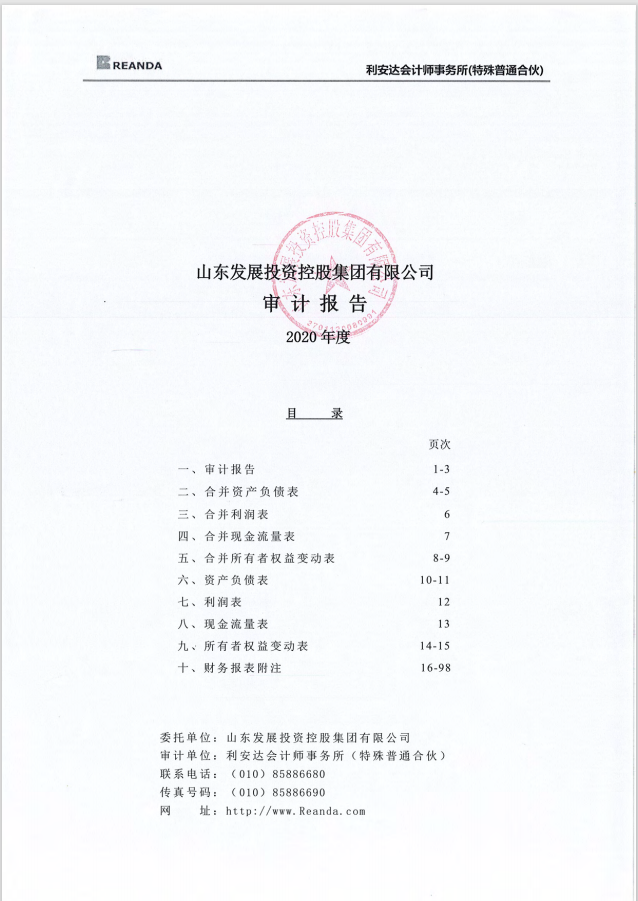 REANDA
利安达会计师事务所(特殊普通合伙)
山东发展投资控股集团有限公司
审计报告
2020 年度
目 录
页次
一、审计报告 1-3
二、合并资产负债表 4-5
三、合并利润表 6
四、合并现金流量表 7
五、合并所有者权益变动表 8-9
六、资产负债表 10-11
七、利润表 12
八、现金流量表 13
九、所有者权益变动表 14-15
十、财务报表附注 16-98
委托单位：山东发展投资控股集团有限公司
审计单位：利安达会计师事务所（特殊普通合伙）
联系电话：（010）85886680
传真号码：（010）85886690
网 址：http://www.Reanda.com